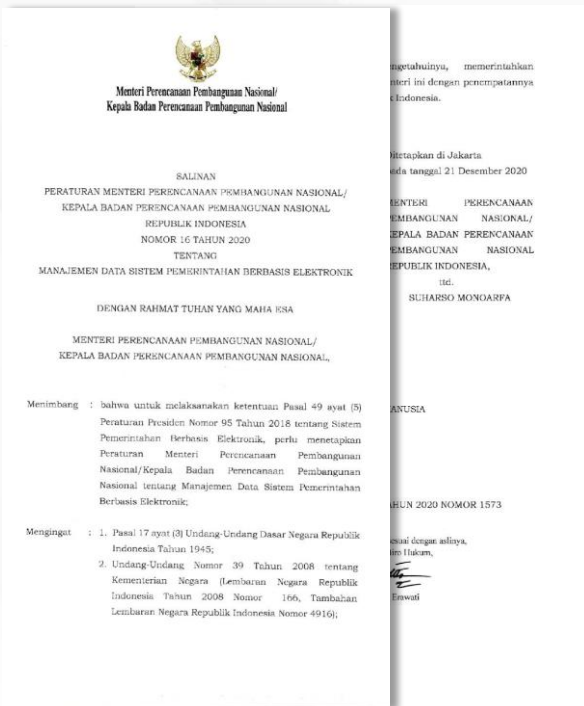 Menteri Perencanaan Pembangunan Nasional/
Kepala Badan Perencanaan Pembangunan Nasional
SALINAN
PERATURAN MENTERI PERENCANAAN PEMBANGUNAN NASIONAL/
KEPALA BADAN PERENCANAAN PEMBANGUNAN NASIONAL
REPUBLIK INDONESIA
NOMOR 16 TAHUN 2020
TENTANG
MANAJEMEN DATA SISTEM PEMERINTAHAN BERBASIS ELEKTRONIK
DENGAN RAHMAT TUHAN YANG MAHA ESA
MENTERI PERENCANAAN PEMBANGUNAN NASIONAL/
KEPALA BADAN PERENCANAAN PEMBANGUNAN NASIONAL,
Menimbang : bahwa untuk melaksanakan ketentuan Pasal 49 ayat (5)
Peraturan Presiden Nomor 95 Tahun 2018 tentang Sistem
Pemerintahan Berbasis Elektronik, perlu menetapkan
Peraturan Menteri Perencanaan Pembangunan
Nasional/Kepala Badan Perencanaan Pembangunan
Nasional tentang Manajemen Data Sistem Pemerintahan
Berbasis Elektronik;
Mengingat : 1. Pasal 17 ayat (3) Undang-Undang Dasar Negara Republik
Indonesia Tahun 1945;
2. Undang-Undang Nomor 39 Tahun 2008 tentang
Kementerian Negara (Lembaran Negara Republik
Indonesia Tahun 2008 Nomor 166, Tambahan
Lembaran Negara Republik Indonesia Nomor 4916);
ngetahuinya, memerintahkan
nteri ini dengan penempatannya
k Indonesia.
Ditetapkan di Jakarta
pada tanggal 21 Desember 2020
MENTERI PERENCANAAN
PEMBANGUNAN NASIONAL/
KEPALA BADAN PERENCANAAN
PEMBANGUNAN NASIONAL
REPUBLIK INDONESIA,
ttd.
SUHARSO MONOARFA
ANUSIA
HUN 2020 NOMOR 1573
esuai dengan aslinya,
iro Hukum,
Erawati